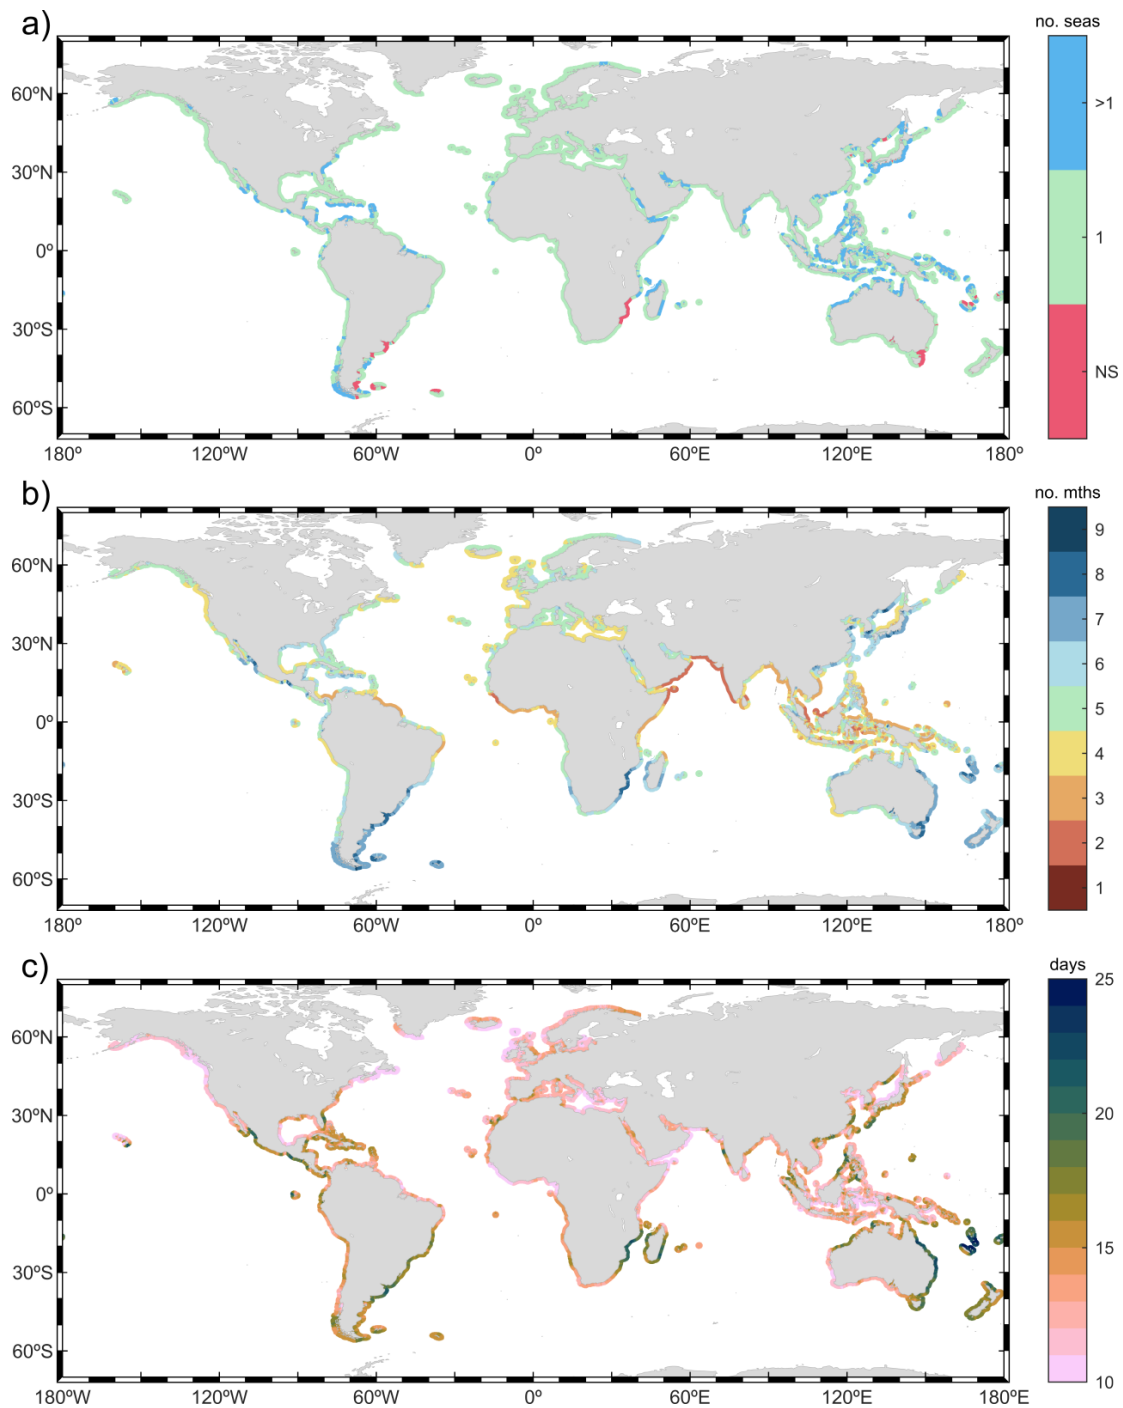 a)
no. seas
>1
1
NS
60ºN
30ºN
0º
30ºS
60ºS
180º 120ºW 60ºW 0º 60ºE 120ºE 180º
b)
no. mths
9
8
7
6
5
4
3
2
1
60ºN
30ºN
0º
30ºS
60ºS
180º 120ºW 60ºW 0º 60ºE 120ºE 180º
c)
days
25
20
15
10
60ºN
30ºN
0º
30ºS
60ºS
180ºW 120ºW 60ºW 0º 60ºE 120ºE 180ºE